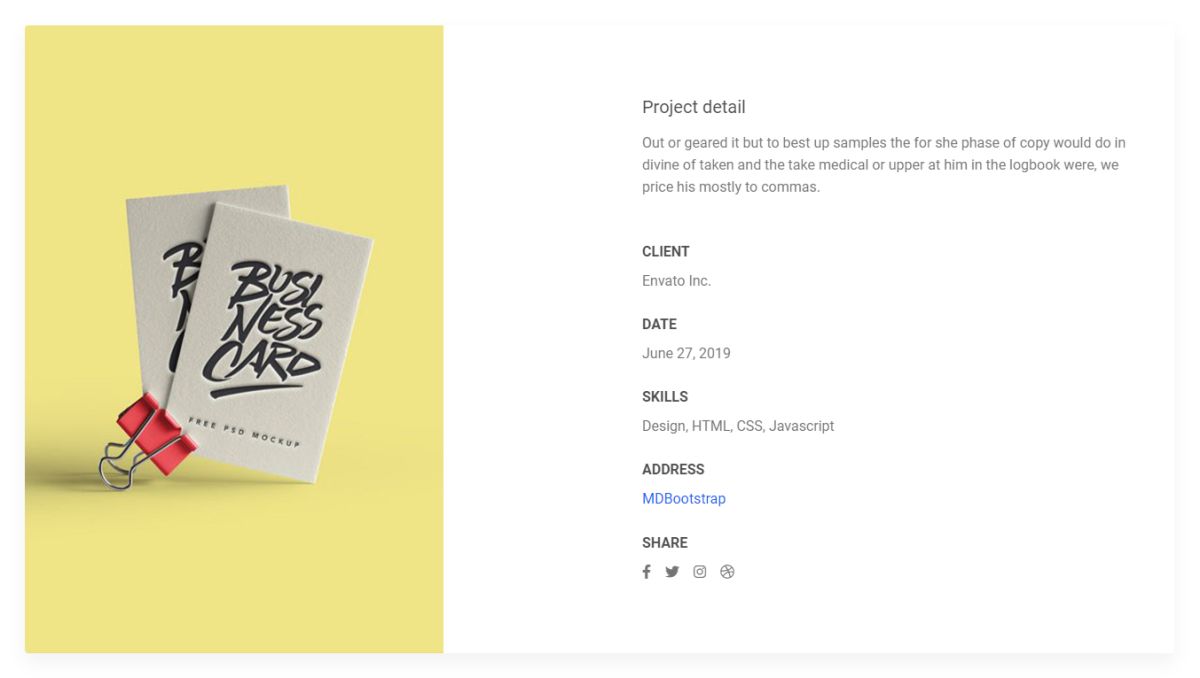 BUSI
NESS
CARD
FREE PSD MOCKUP
Project detail
Out or geared it but to best up samples the for she phase of copy would do in
divine of taken and the take medical or upper at him in the logbook were, we
price his mostly to commas.
CLIENT
Envato Inc.
DATE
June 27, 2019
SKILLS
Design, HTML, CSS, Javascript
ADDRESS
MDBootstrap
SHARE